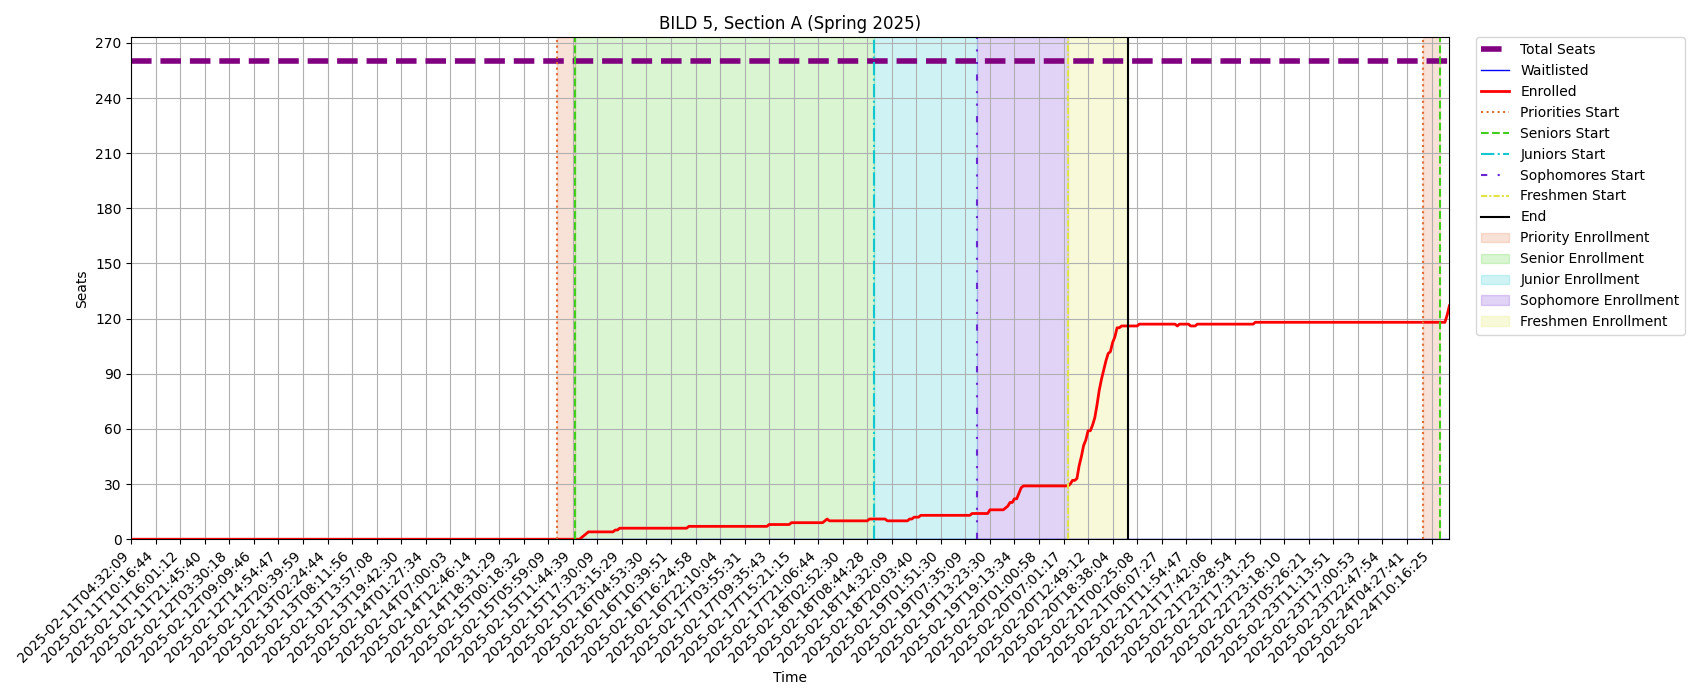 BILD 5, Section A (Spring 2025)
270
240
210
180
150
120
90
60
30
0
Seats
2025-02-11T04:32:09
2025-02-11T10:16:44
2025-02-11T16:01:12
2025-02-11T21:45:40
2025-02-12T03:30:18
2025-02-12T09:09:46
2025-02-12T14:54:47
2025-02-12T20:39:59
2025-02-13T02:24:44
2025-02-13T08:11:56
2025-02-13T13:57:08
2025-02-13T19:42:30
2025-02-14T01:27:34
2025-02-14T07:00:03
2025-02-14T12:46:14
2025-02-14T18:31:29
2025-02-15T00:18:32
2025-02-15T05:59:09
2025-02-15T11:44:39
2025-02-15T17:30:09
2025-02-15T23:15:29
2025-02-16T04:53:30
2025-02-16T10:39:51
2025-02-16T16:24:58
2025-02-16T22:10:04
2025-02-17T03:55:31
2025-02-17T09:35:43
2025-02-17T15:21:15
2025-02-17T21:06:44
2025-02-18T02:52:30
2025-02-18T08:44:28
2025-02-18T14:32:09
2025-02-18T20:03:40
2025-02-19T01:51:30
2025-02-19T07:35:09
2025-02-19T13:23:30
2025-02-19T19:13:34
2025-02-20T01:00:58
2025-02-20T07:01:17
2025-02-20T12:49:12
2025-02-20T18:38:04
2025-02-21T00:25:08
2025-02-21T06:07:27
2025-02-21T11:54:47
2025-02-21T17:42:06
2025-02-21T23:28:54
2025-02-22T17:31:25
2025-02-22T23:18:10
2025-02-23T05:26:21
2025-02-23T11:13:51
2025-02-23T17:00:53
2025-02-23T22:47:54
2025-02-24T04:27:41
2025-02-24T10:16:25
Time
Total Seats
Waitlisted
Enrolled
Priorities Start
Seniors Start
Juniors Start
Sophomores Start
Freshmen Start
End
Priority Enrollment
Senior Enrollment
Junior Enrollment
Sophomore Enrollment
Freshmen Enrollment